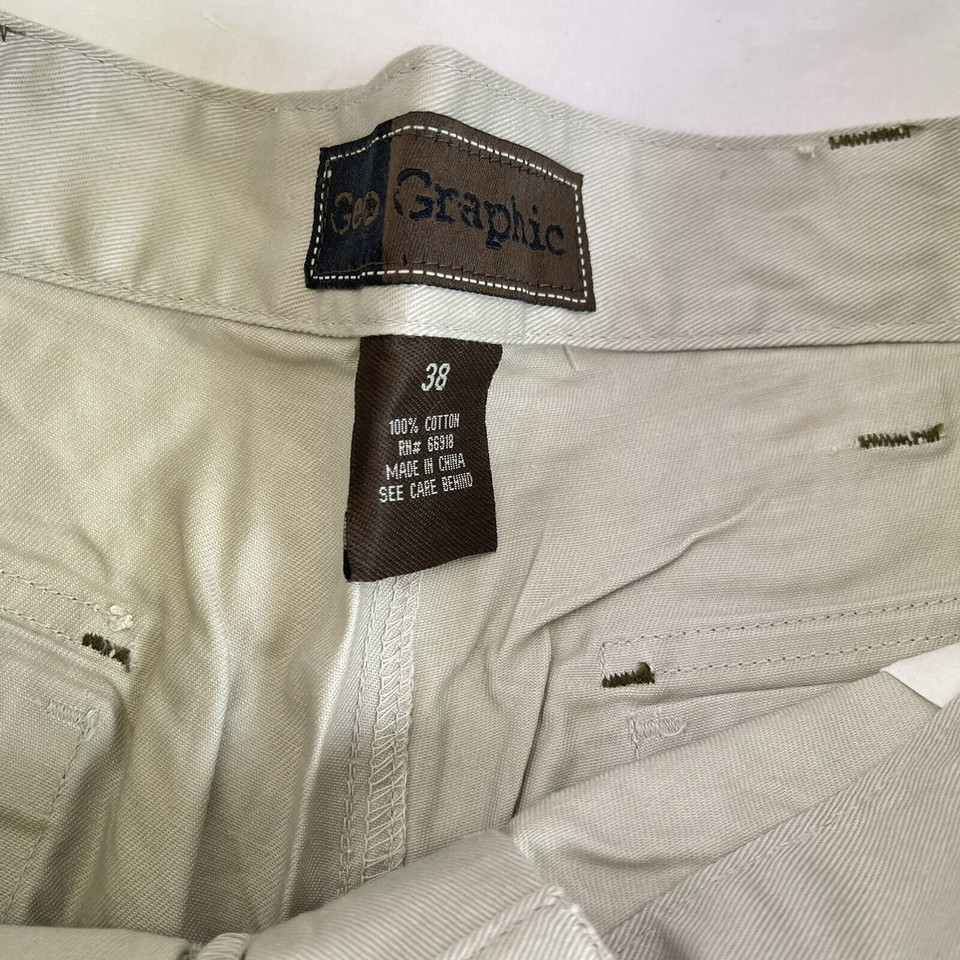 Geo Graphic
38
100% COTTON
RN# 66918
MADE IN CHINA
SEE CARE BEHIND